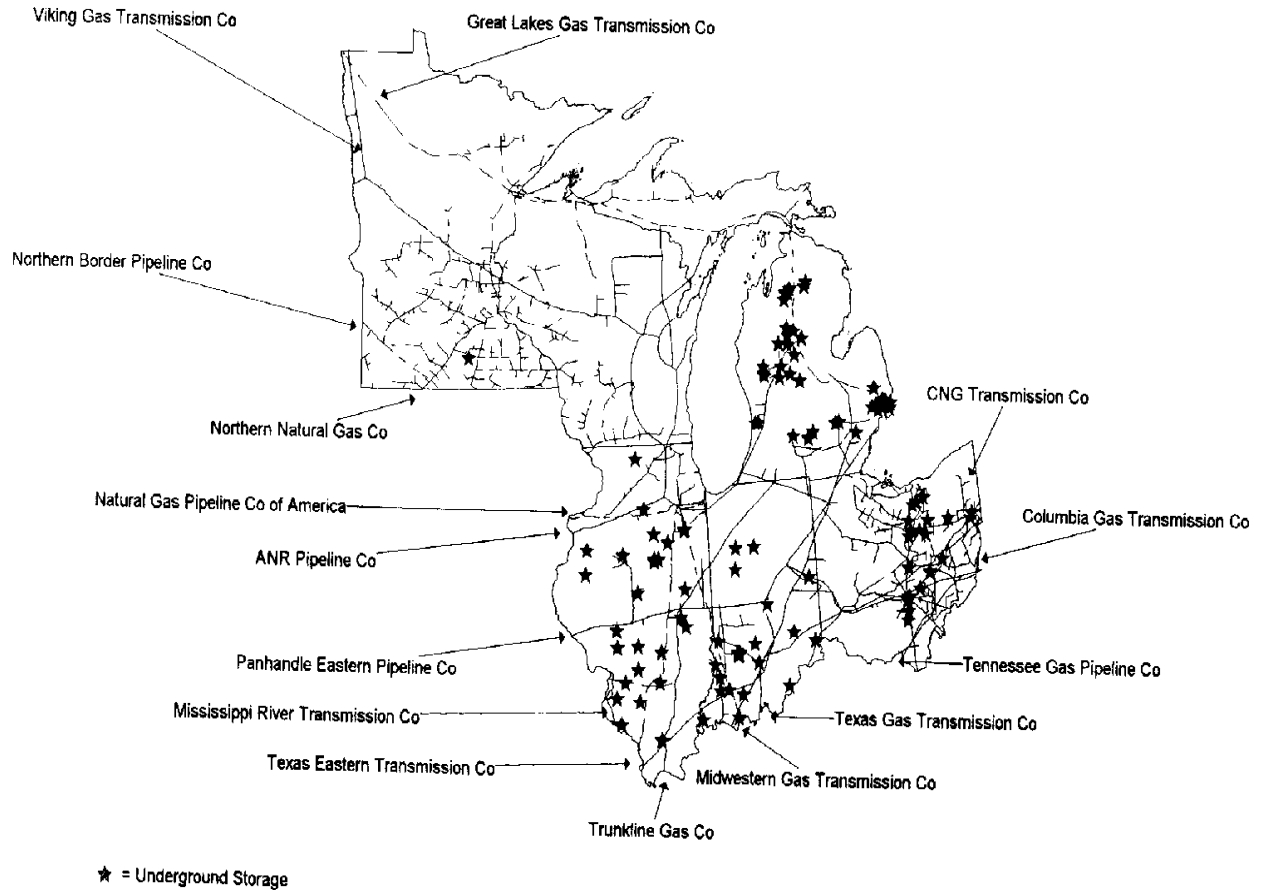 Viking Gas Transmission Co
Great Lakes Gas Transmission Co
Northern Border Pipeline Co
CNG Transmission Co
Northern Natural Gas Co
Natural Gas Pipeline Co of America
Columbia Gas Transmission Co
ANR Pipeline Co
Panhandle Eastern Pipeline Co
Tennessee Gas Pipeline Co
Mississippi River Transmission Co
Texas Gas Transmission Co
Texas Eastern Transmission Co
Midwestern Gas Transmission Co
Trunkline Gas Co
★ = Underground Storage